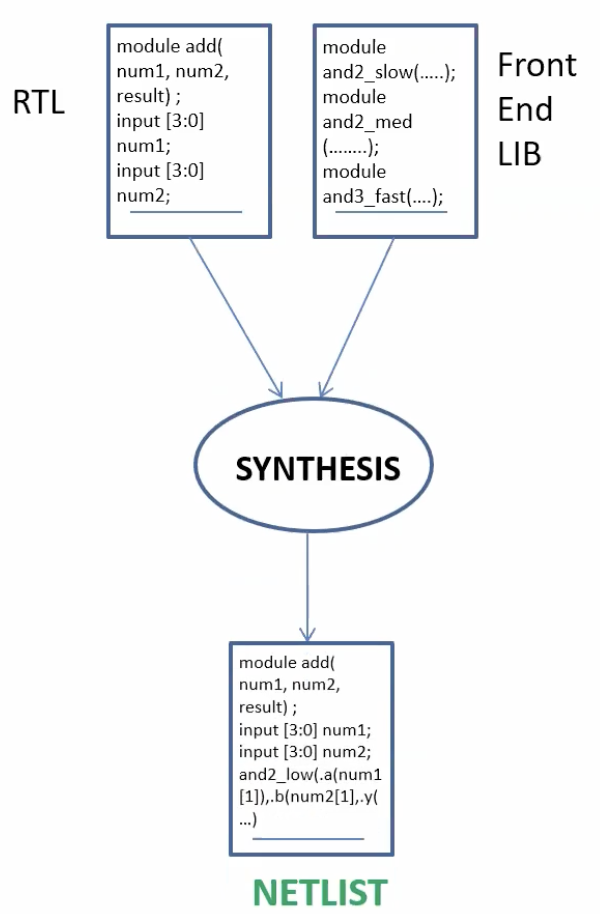 RTL
module add(
num1, num2,
result) ;
input [3:0]
num1;
input [3:0]
num2;
module
and2_slow(.....);
module
and2_med
(........);
module
and3_fast(....);
Front
End
LIB
SYNTHESIS
module add(
num1, num2,
result) ;
input [3:0] num1;
input [3:0] num2;
and2_low(.a(num1
[1]),.b(num2[1],.y(
...)
NETLIST